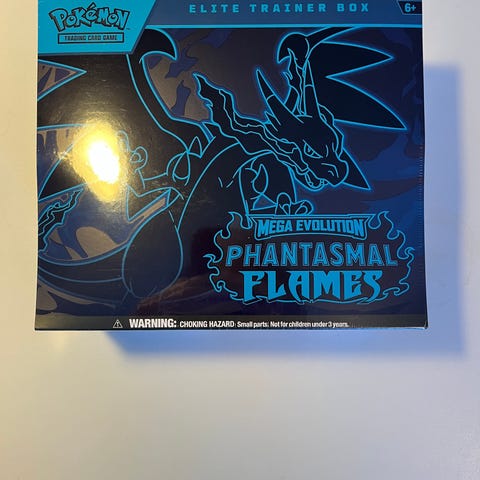 ELITE TRAINER BOX
6+
POKÉMON
TRADING CARD GAME
MEGA EVOLUTION
PHANTASMAL
FLAMES
⚠ WARNING: CHOKING HAZARD: Small parts. Not for children under 3 years.